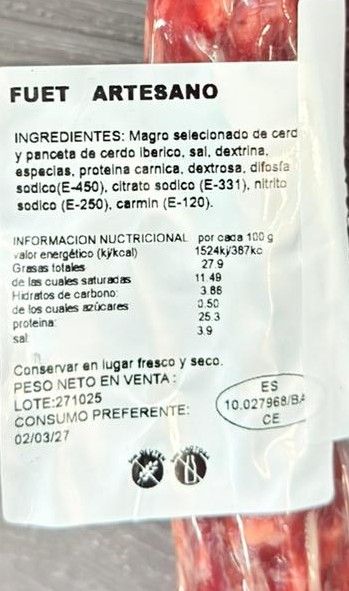 FUET ARTESANO
INGREDIENTES: Magro selecionado de cerd
y panceta de cerdo iberico, sal, dextrina,
especias, proteina carnica, dextrosa, difosfa
sodico(E-450), citrato sodico (E-331), nitrito
sodico (E-250), carmin (E-120).
INFORMACION NUCTRICIONAL por cada 100 g
valor energético (kj/kcal) 1524kj/387kc
Grasas totales 27.9
de las cuales saturadas 11.49
Hidratos de carbono: 3.86
de los cuales azúcares 0.50
proteina: 25.3
sal: 3.9
Conservar en lugar fresco y seco.
PESO NETO EN VENTA:
LOTE:271025
CONSUMO PREFERENTE:
02/03/27
ES
10.027968/BA
CE